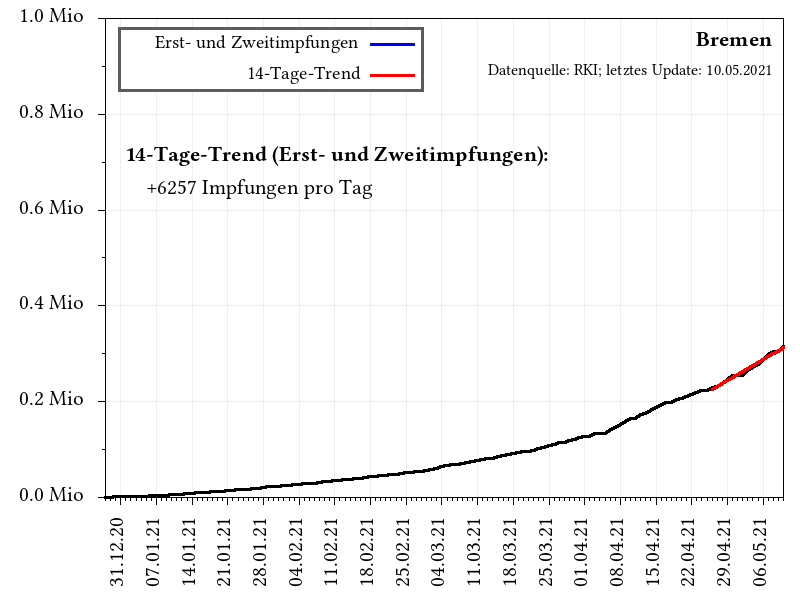 1.0 Mio
0.8 Mio
0.6 Mio
0.4 Mio
0.2 Mio
0.0 Mio
Erst- und Zweitimpfungen
14-Tage-Trend
Bremen
Datenquelle: RKI; letztes Update: 10.05.2021
14-Tage-Trend (Erst- und Zweitimpfungen):
+6257 Impfungen pro Tag
31.12.20
07.01.21
14.01.21
21.01.21
28.01.21
04.02.21
11.02.21
18.02.21
25.02.21
04.03.21
11.03.21
18.03.21
25.03.21
01.04.21
08.04.21
15.04.21
22.04.21
29.04.21
06.05.21